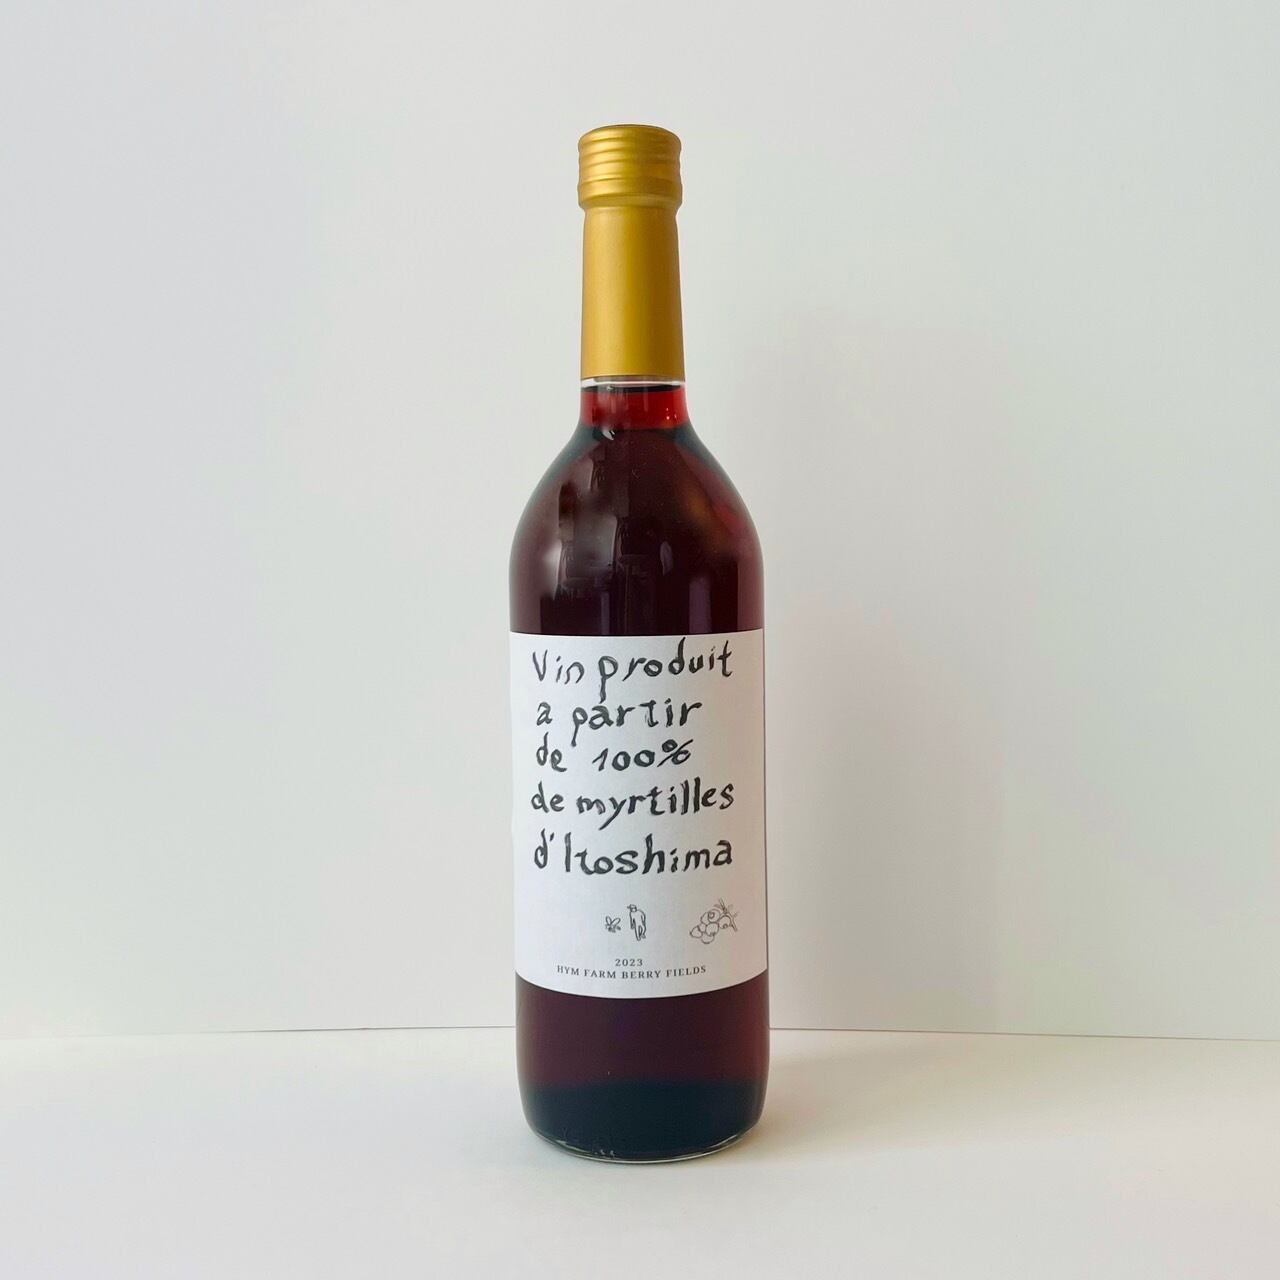 Vin produit
a partir
de 100%
de myrtilles
d'Itoshima
2023
HYM FARM BERRY FIELDS